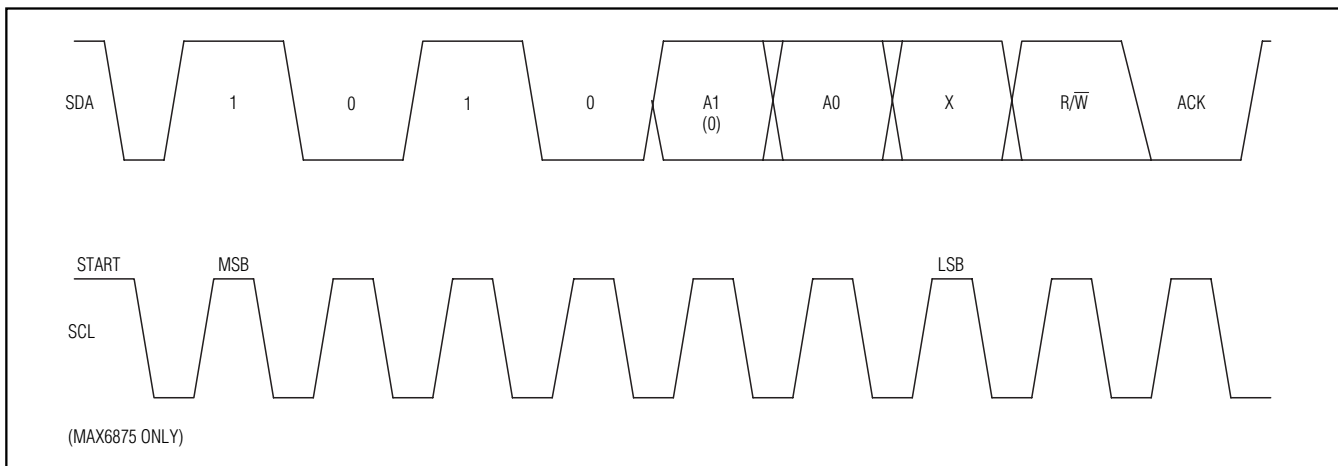 SDA 1 0 1 0 A1 A0 X R/W̅ ACK
(0)
START MSB LSB
SCL
(MAX6875 ONLY)